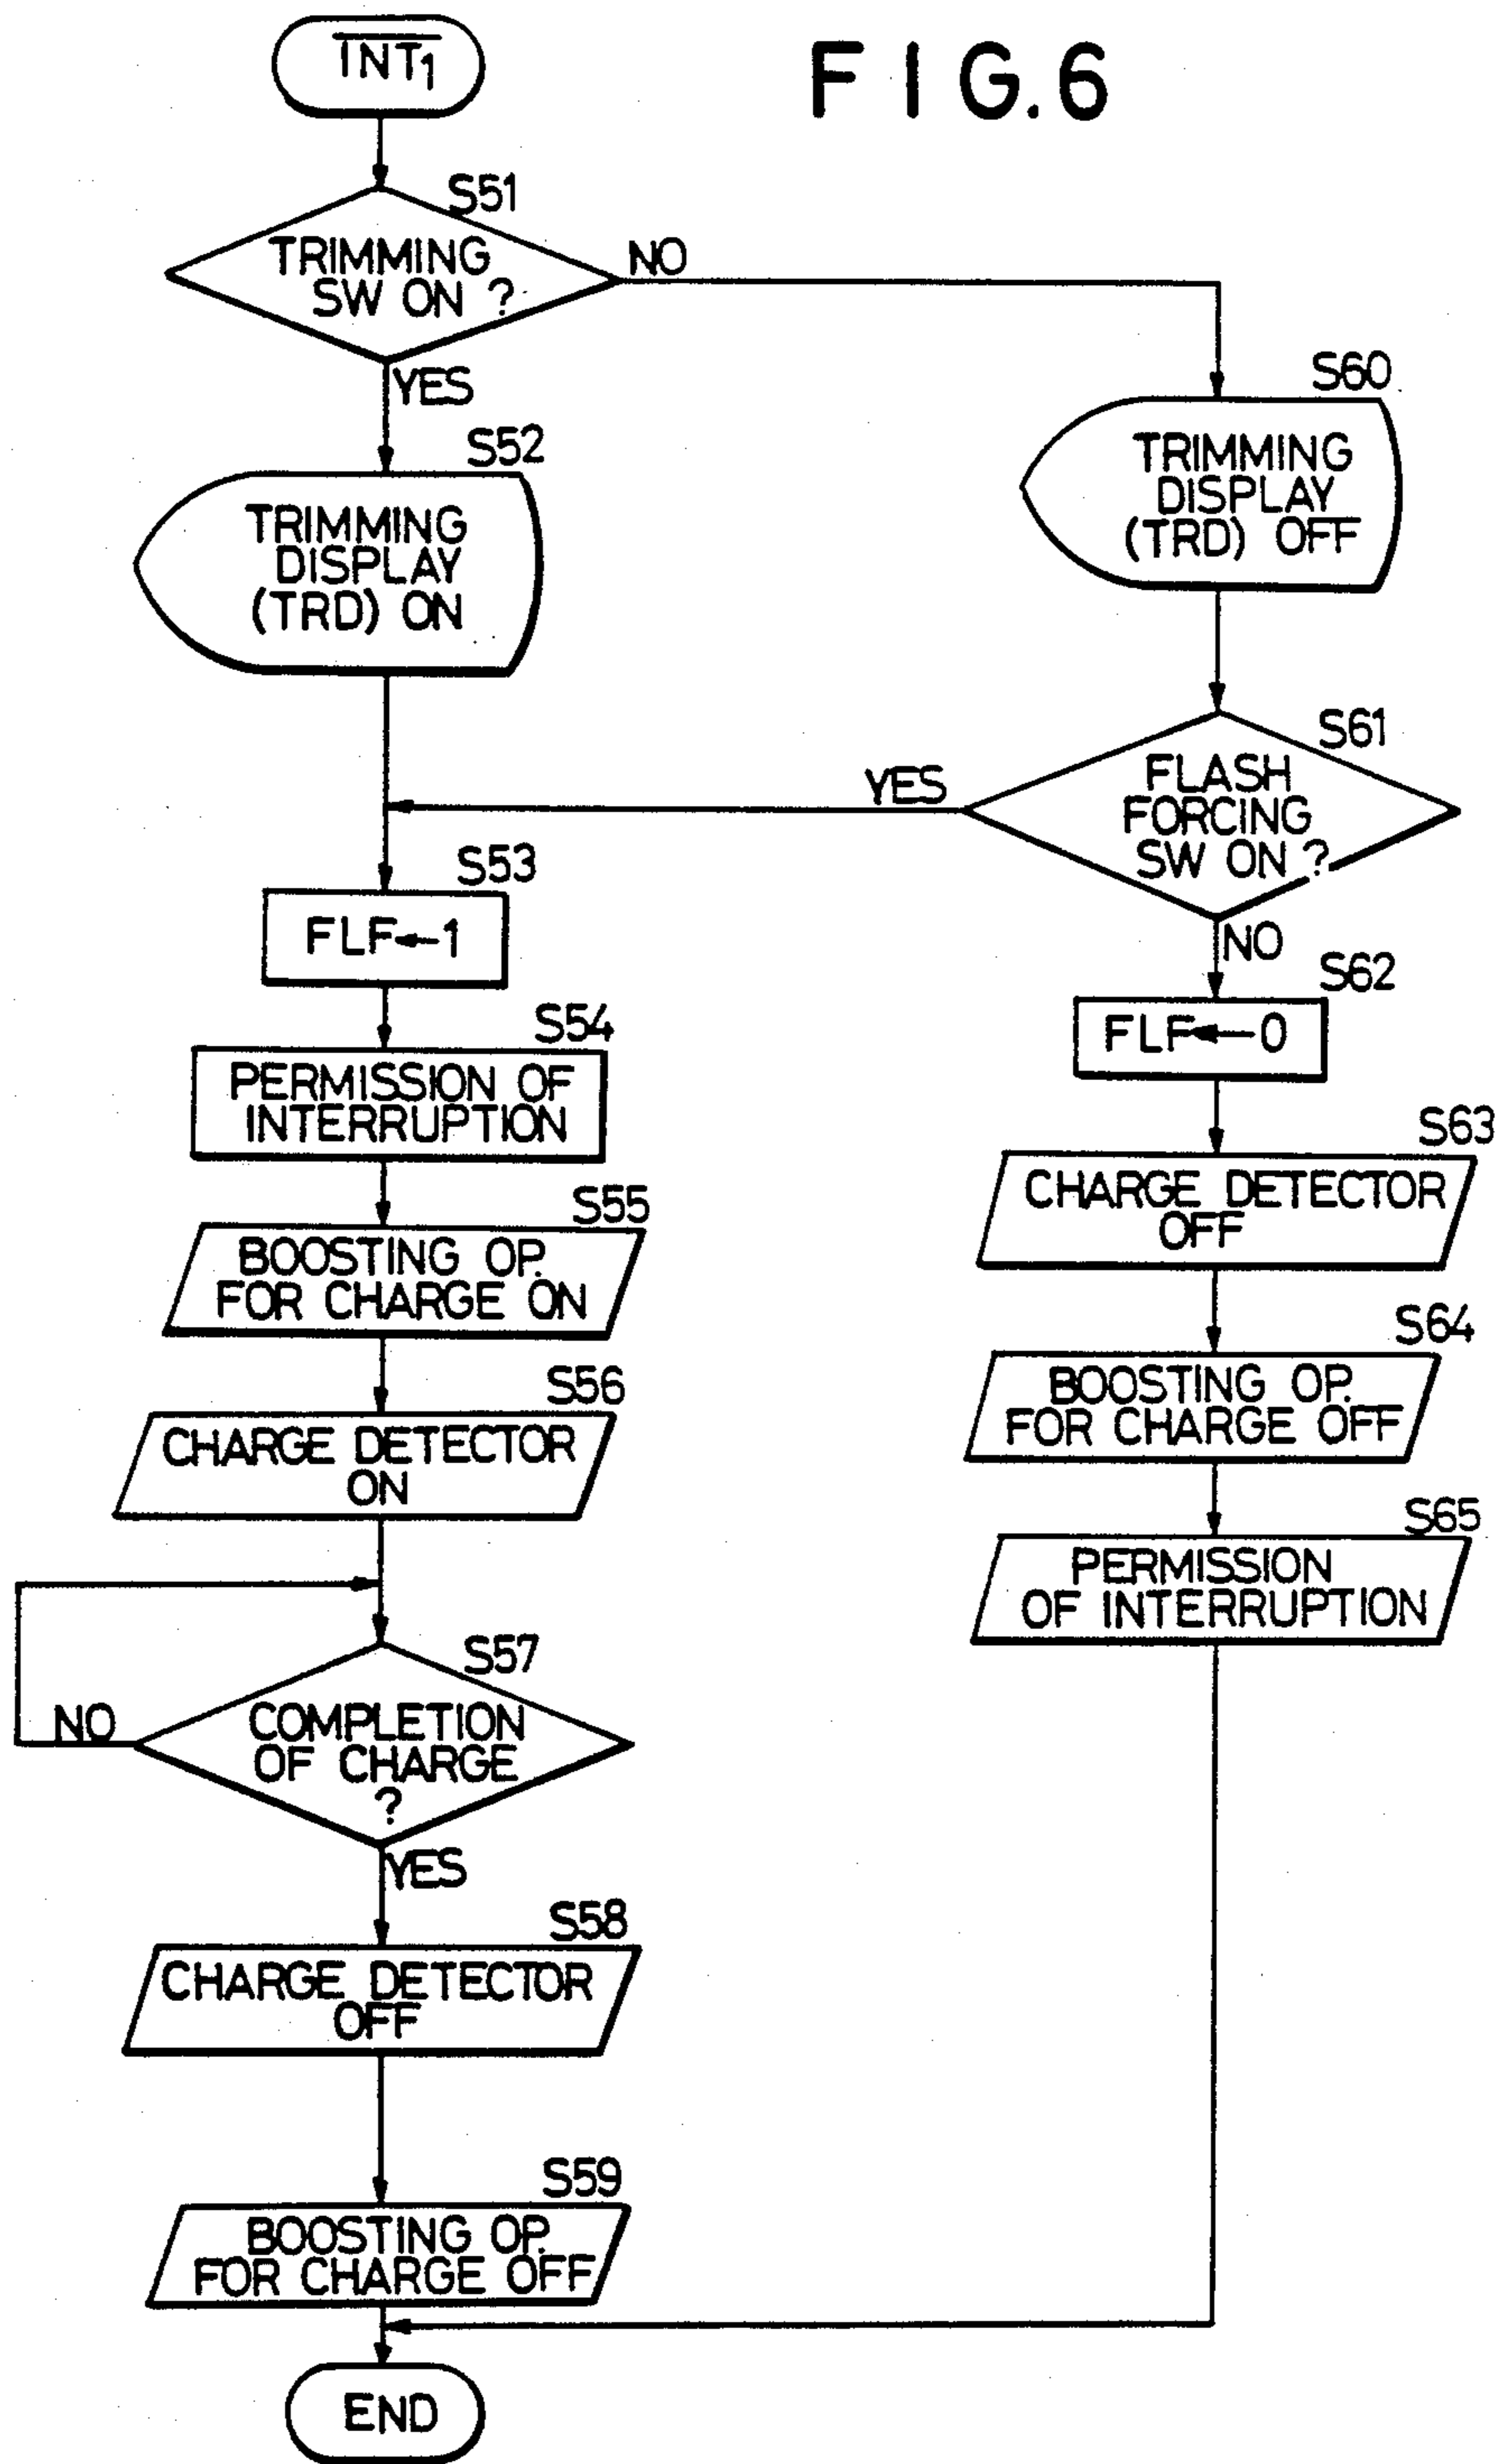 FIG.6
INT1
S51
TRIMMING
SW ON ?
NO
YES
S52
TRIMMING
DISPLAY
(TRD) ON
S60
TRIMMING
DISPLAY
(TRD) OFF
S61
FLASH
FORCING
SW ON ?
YES
NO
S53
FLF←1
S62
FLF←0
S54
PERMISSION OF
INTERRUPTION
S63
CHARGE DETECTOR
OFF
S55
BOOSTING OP.
FOR CHARGE ON
S64
BOOSTING OP.
FOR CHARGE OFF
S56
CHARGE DETECTOR
ON
S65
PERMISSION
OF INTERRUPTION
S57
COMPLETION
OF CHARGE
?
NO
YES
S58
CHARGE DETECTOR
OFF
S59
BOOSTING OP.
FOR CHARGE OFF
END